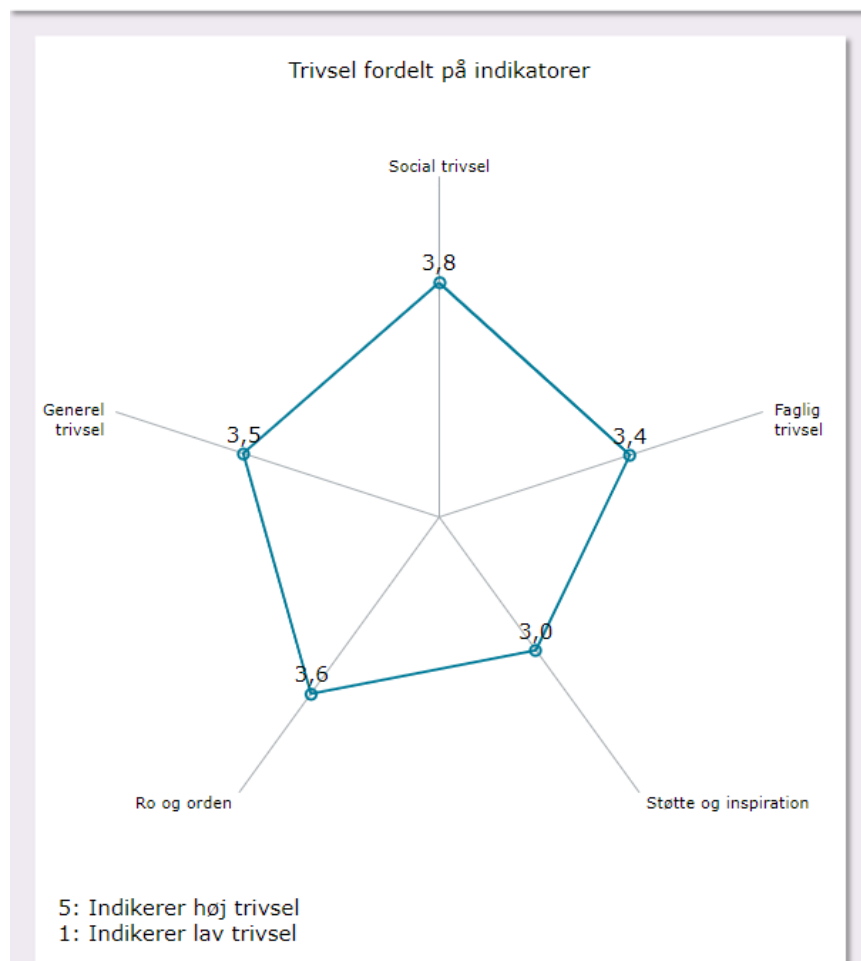 Trivsel fordelt på indikatorer
Social trivsel
3,8
Generel
trivsel
3,5
3,4
Faglig
trivsel
3,0
3,6
Ro og orden
Støtte og inspiration
5: Indikerer høj trivsel
1: Indikerer lav trivsel